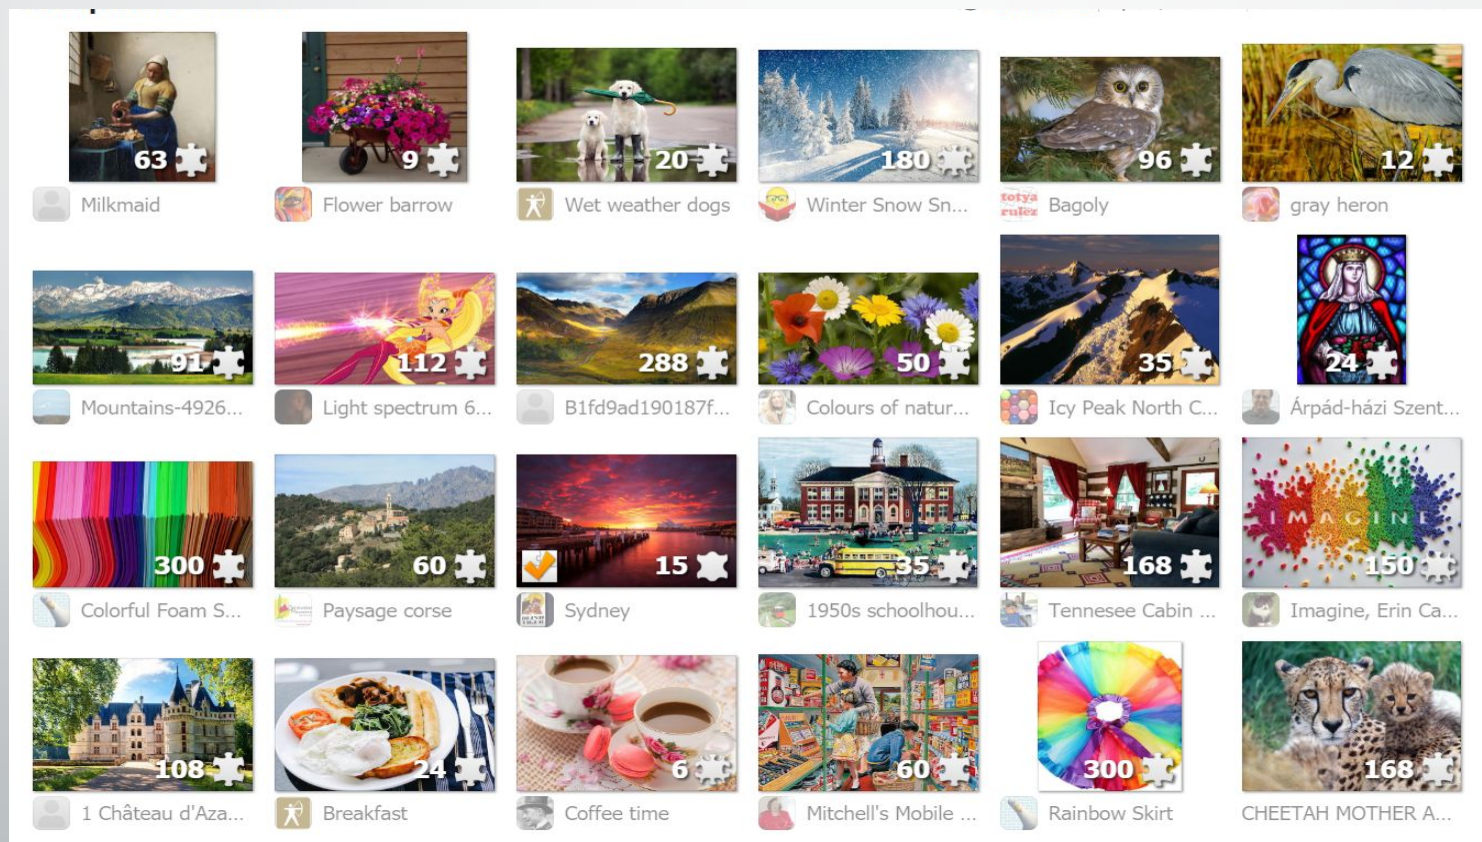 63
9
20
180
96
12
Milkmaid
Flower barrow
Wet weather dogs
Winter Snow Sn...
totya
rulez
Bagoly
gray heron
91
112
288
50
35
24
Mountains-4926...
Light spectrum 6...
B1fd9ad190187f...
Colours of natur...
Icy Peak North C...
Árpád-házi Szent...
300
60
15
35
168
IMAGINE
150
Colorful Foam S...
Paysage corse
Sydney
1950s schoolhou...
Tennesee Cabin ...
Imagine, Erin Ca...
108
24
6
60
300
168
1 Château d'Aza...
Breakfast
Coffee time
Mitchell's Mobile ...
Rainbow Skirt
CHEETAH MOTHER A...